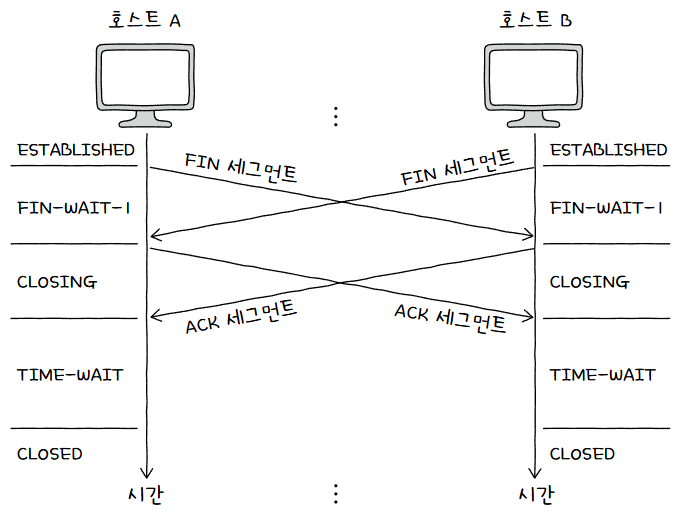 호스트 A
호스트 B
ESTABLISHED
FIN 세그먼트
FIN 세그먼트
ESTABLISHED
FIN-WAIT-1
FIN-WAIT-1
CLOSING
CLOSING
ACK 세그먼트
ACK 세그먼트
TIME-WAIT
TIME-WAIT
CLOSED
CLOSED
시간
시간